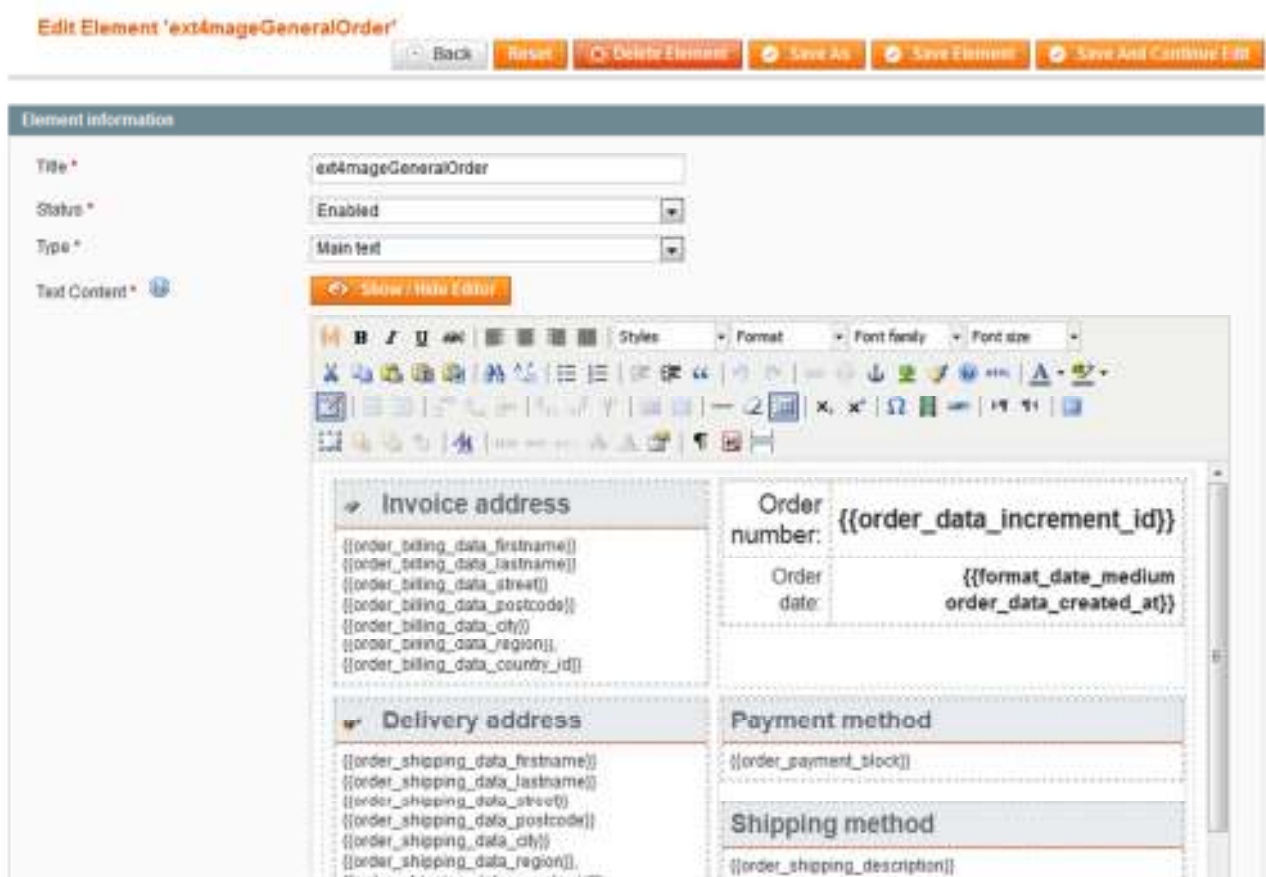 Edit Element 'ext4mageGeneralOrder'
Back Reset Delete Element Save As Save Element Save And Continue Edit
Element information
Title *
ext4mageGeneralOrder
Status *
Enabled
Type *
Main text
Text Content *
Show / Hide Editor
B I U ABC Styles Format Font family Font size
Invoice address
{{order_billing_data_firstname}}
{{order_billing_data_lastname}}
{{order_billing_data_street}}
{{order_billing_data_postcode}}
{{order_billing_data_city}}
{{order_billing_data_region}},
{{order_billing_data_country_id}}
Order number:
{{order_data_increment_id}}
Order date:
{{format_date_medium
order_data_created_at}}
Delivery address
{{order_shipping_data_firstname}}
{{order_shipping_data_lastname}}
{{order_shipping_data_street}}
{{order_shipping_data_postcode}}
{{order_shipping_data_city}}
{{order_shipping_data_region}},
Payment method
{{order_payment_block}}
Shipping method
{{order_shipping_description}}